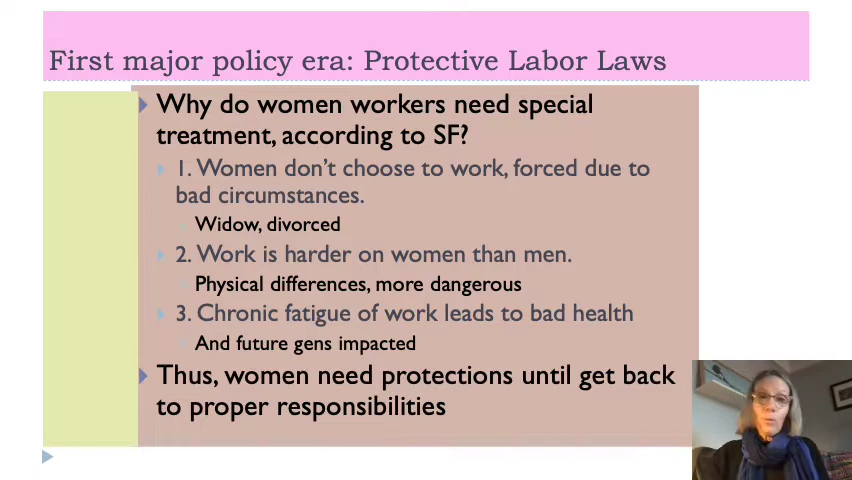 First major policy era: Protective Labor Laws
Why do women workers need special
treatment, according to SF?
1. Women don't choose to work, forced due to
bad circumstances.
Widow, divorced
2. Work is harder on women than men.
Physical differences, more dangerous
3. Chronic fatigue of work leads to bad health
And future gens impacted
Thus, women need protections until get back
to proper responsibilities